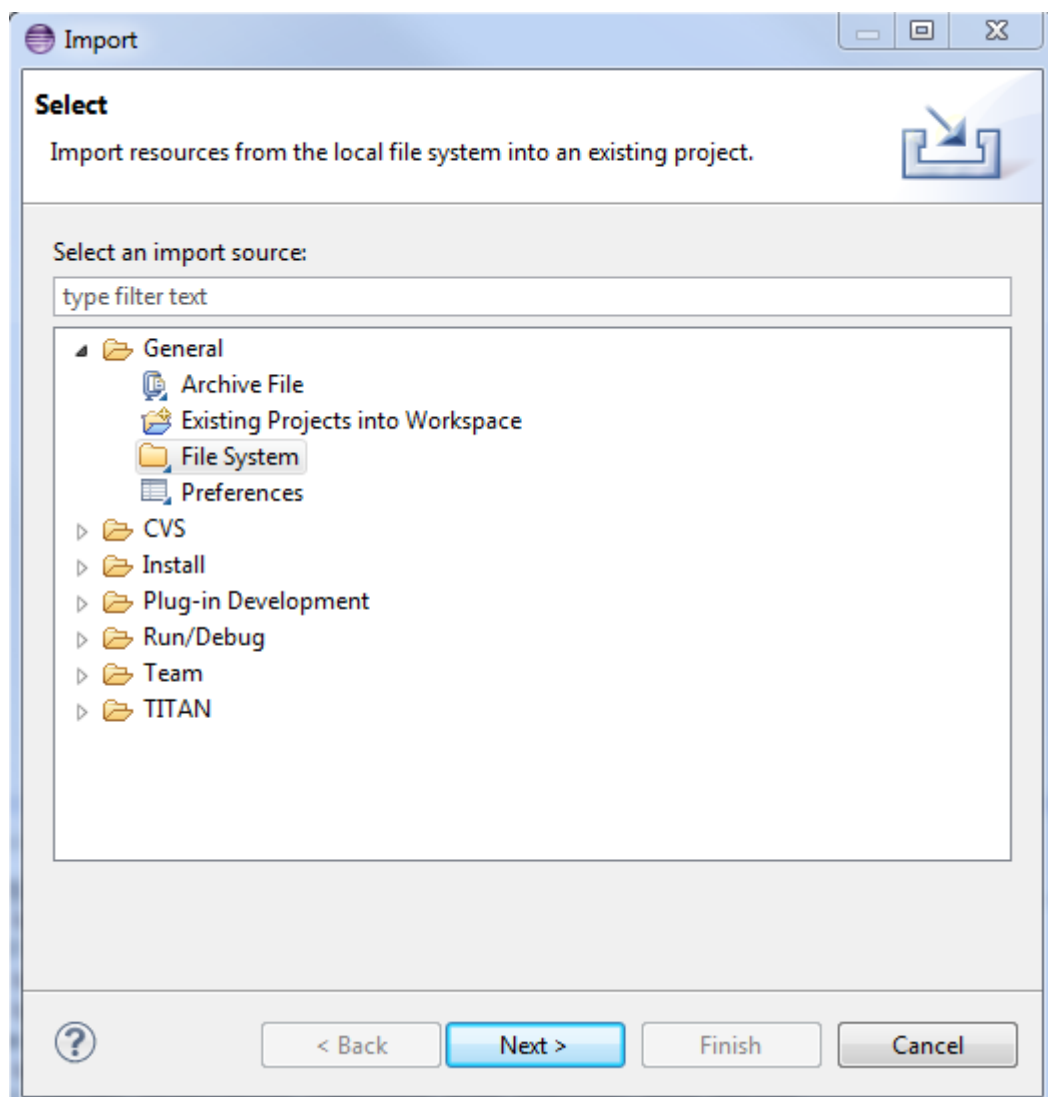 Import
Select
Import resources from the local file system into an existing project.
Select an import source:
type filter text
General
Archive File
Existing Projects into Workspace
File System
Preferences
CVS
Install
Plug-in Development
Run/Debug
Team
TITAN
?
< Back
Next >
Finish
Cancel